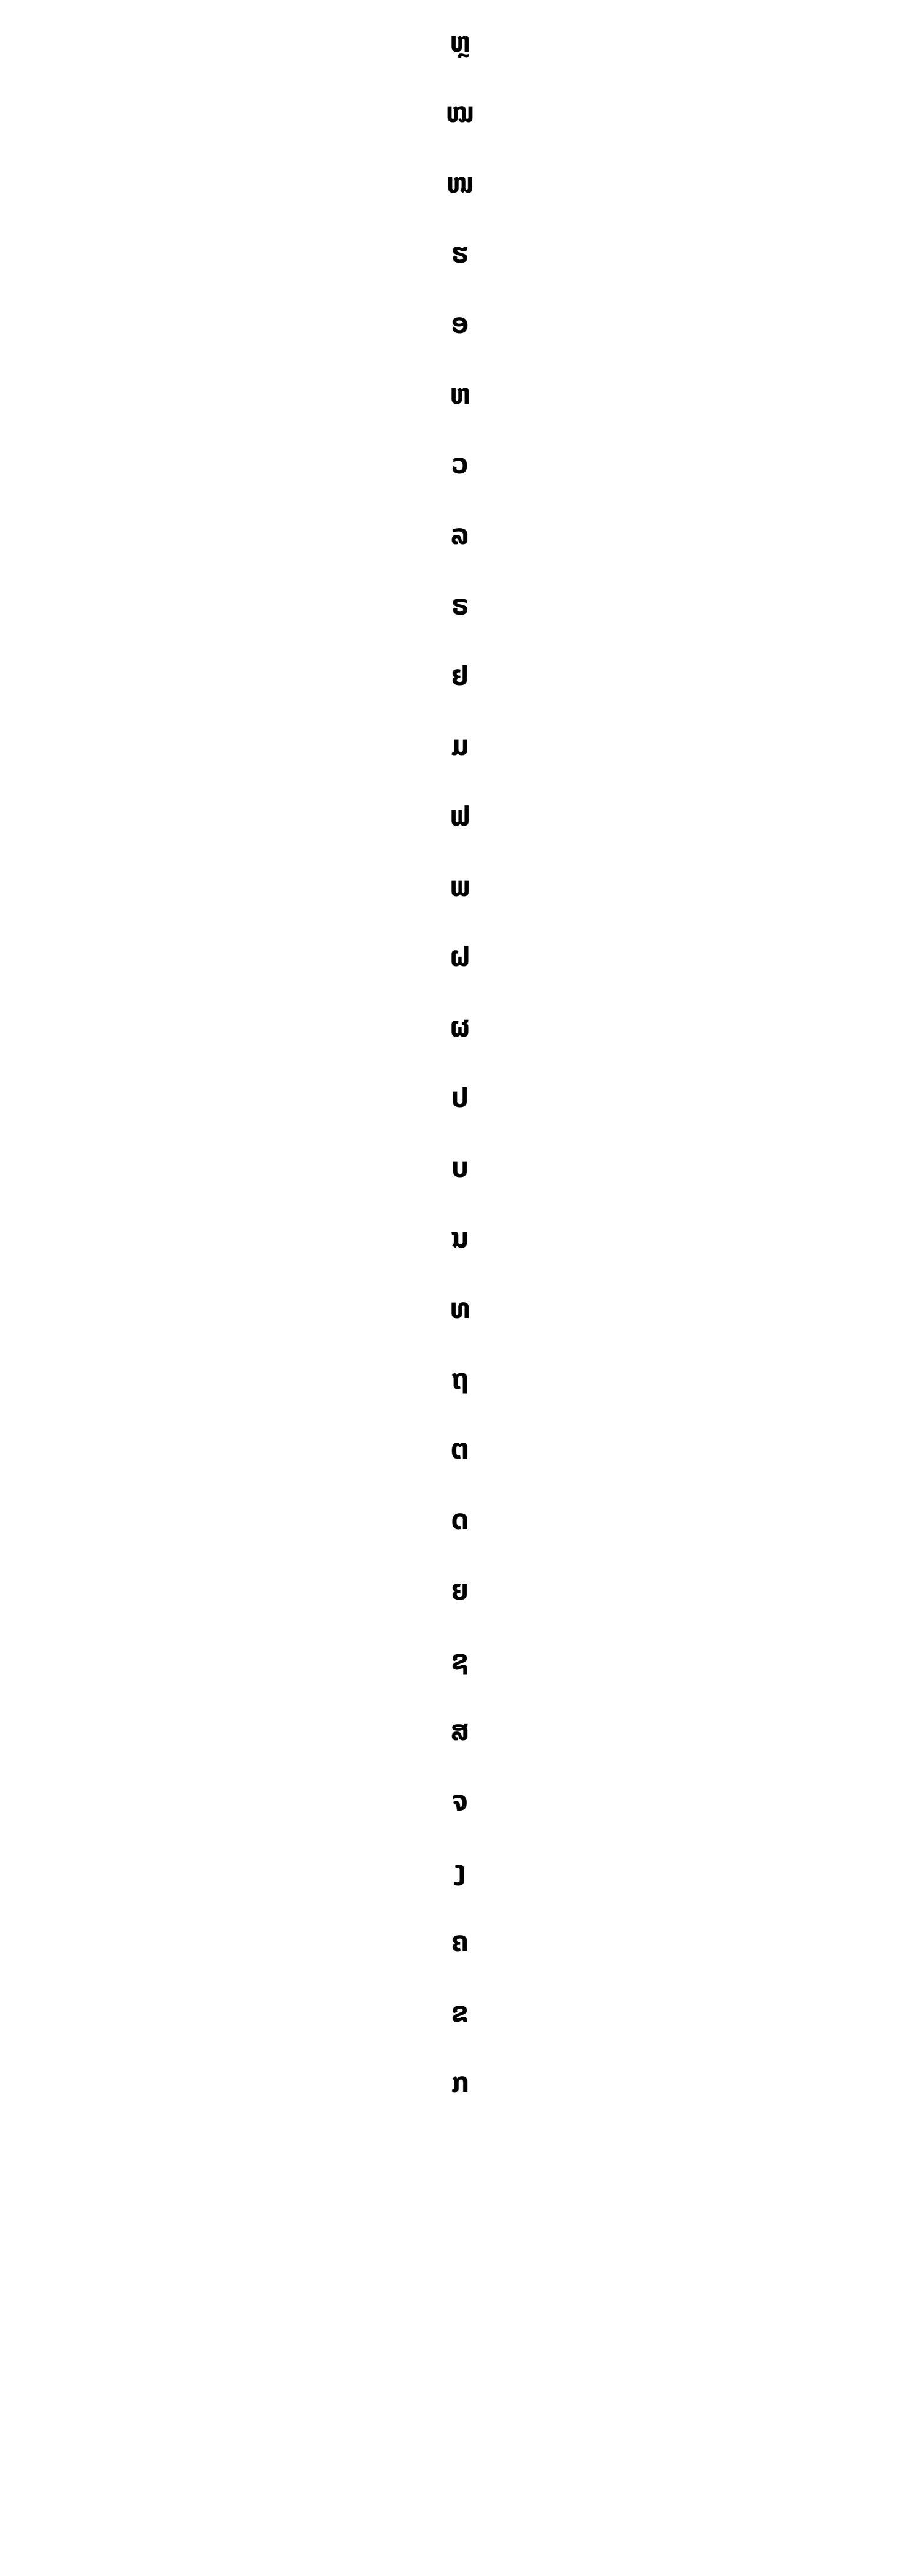 ຫຼ
ໝ
ໜ
ຮ
ອ
ຫ
ວ
ລ
ຣ
ຢ
ມ
ຟ
ພ
ຝ
ຜ
ປ
ບ
ນ
ທ
ຖ
ຕ
ດ
ຍ
ຊ
ສ
ຈ
ງ
ຄ
ຂ
ກ